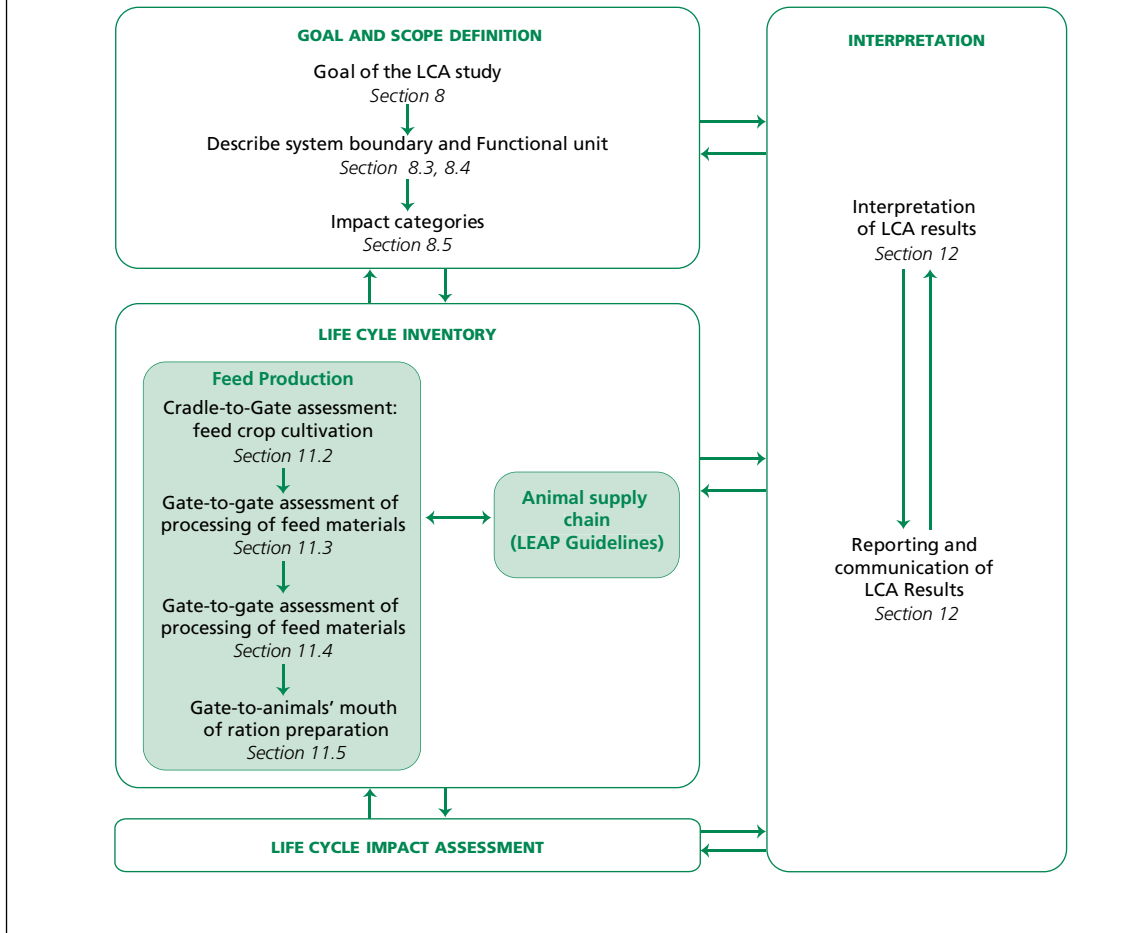 GOAL AND SCOPE DEFINITION
Goal of the LCA study
Section 8
Describe system boundary and Functional unit
Section 8.3, 8.4
Impact categories
Section 8.5
LIFE CYLE INVENTORY
Feed Production
Cradle-to-Gate assessment:
feed crop cultivation
Section 11.2
Gate-to-gate assessment of
processing of feed materials
Section 11.3
Gate-to-gate assessment of
processing of feed materials
Section 11.4
Gate-to-animals’ mouth
of ration preparation
Section 11.5
Animal supply
chain
(LEAP Guidelines)
LIFE CYCLE IMPACT ASSESSMENT
INTERPRETATION
Interpretation
of LCA results
Section 12
Reporting and
communication of
LCA Results
Section 12